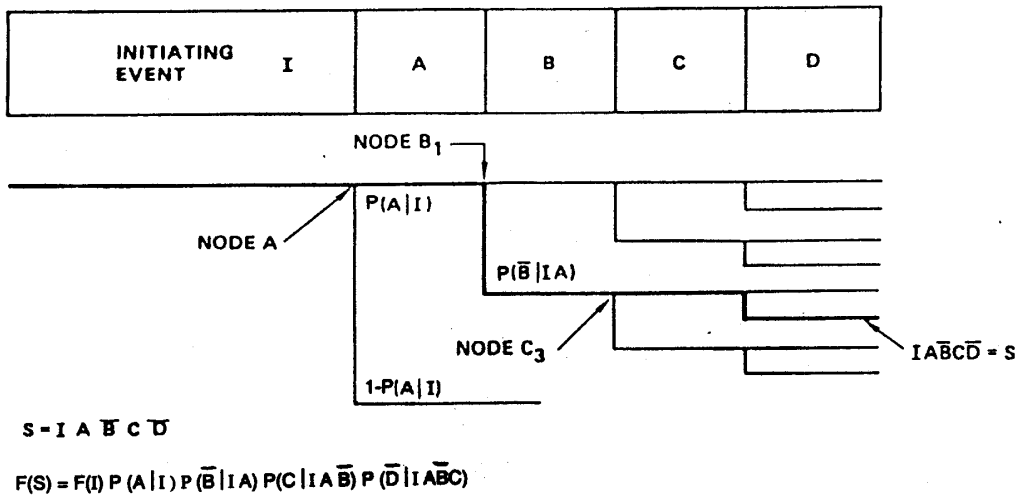 INITIATING
EVENT I A B C D
NODE B₁
P(A|I)
NODE A
P(B̅|IA)
NODE C₃
IAB̅CD̅ = S
1-P(A|I)
S = I A B̅ C D̅
F(S) = F(I) P (A|I) P (B̅|IA) P(C|IAB̅) P (D̅|IAB̅C)